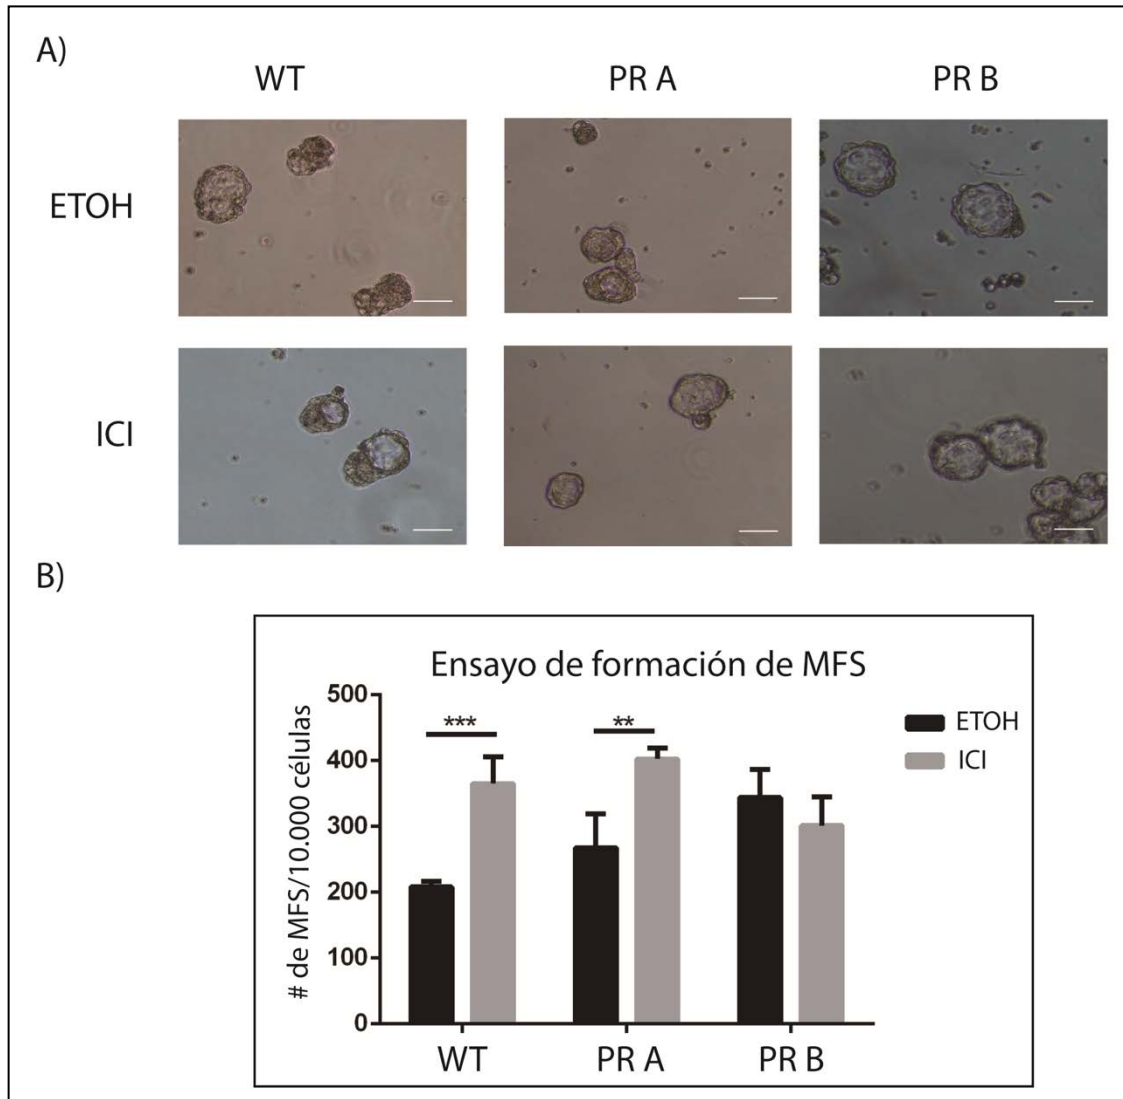 A)
WT PR A PR B
ETOH
ICI
B)
Ensayo de formación de MFS
# de MFS/10.000 células
500
400
300
200
100
0
***
**
ETOH
ICI
WT PR A PR B